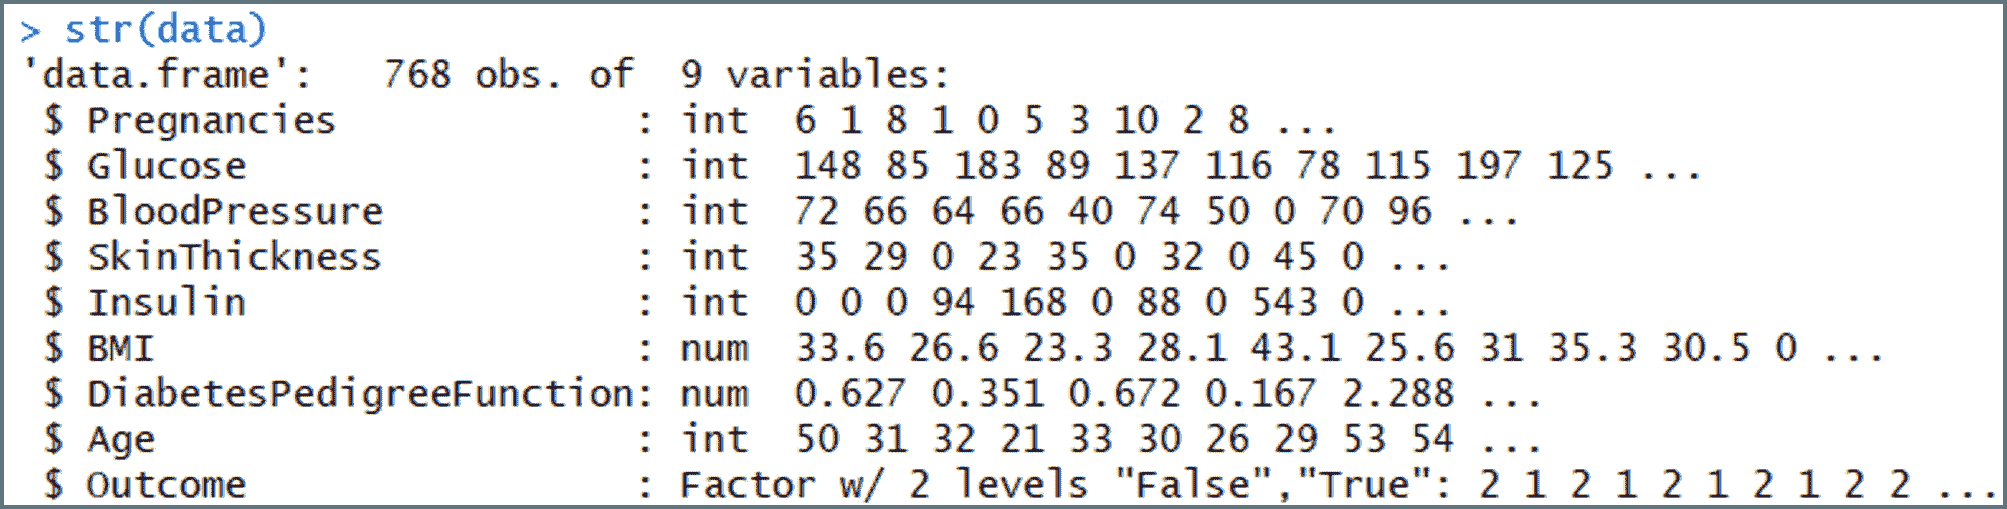 > str(data)
'data.frame':   768 obs. of  9 variables:
 $ Pregnancies             : int  6 1 8 1 0 5 3 10 2 8 ...
 $ Glucose                 : int  148 85 183 89 137 116 78 115 197 125 ...
 $ BloodPressure           : int  72 66 64 66 40 74 50 0 70 96 ...
 $ SkinThickness           : int  35 29 0 23 35 0 32 0 45 0 ...
 $ Insulin                 : int  0 0 0 94 168 0 88 0 543 0 ...
 $ BMI                     : num  33.6 26.6 23.3 28.1 43.1 25.6 31 35.3 30.5 0 ...
 $ DiabetesPedigreeFunction: num  0.627 0.351 0.672 0.167 2.288 ...
 $ Age                     : int  50 31 32 21 33 30 26 29 53 54 ...
 $ Outcome                 : Factor w/ 2 levels "False","True": 2 1 2 1 2 1 2 1 2 2 ...